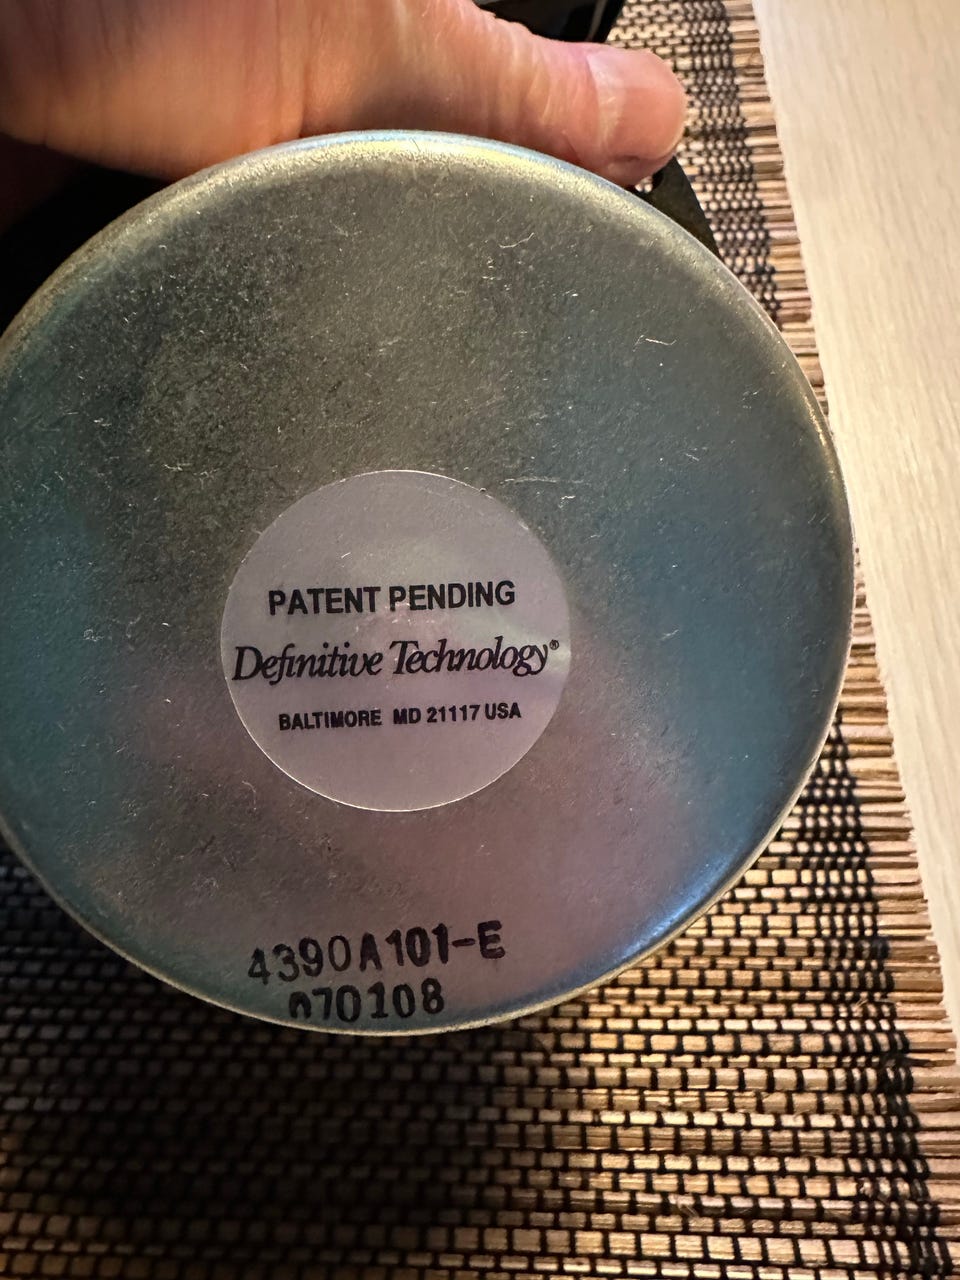 PATENT PENDING
Definitive Technology®
BALTIMORE MD 21117 USA
4390A101-E
070108